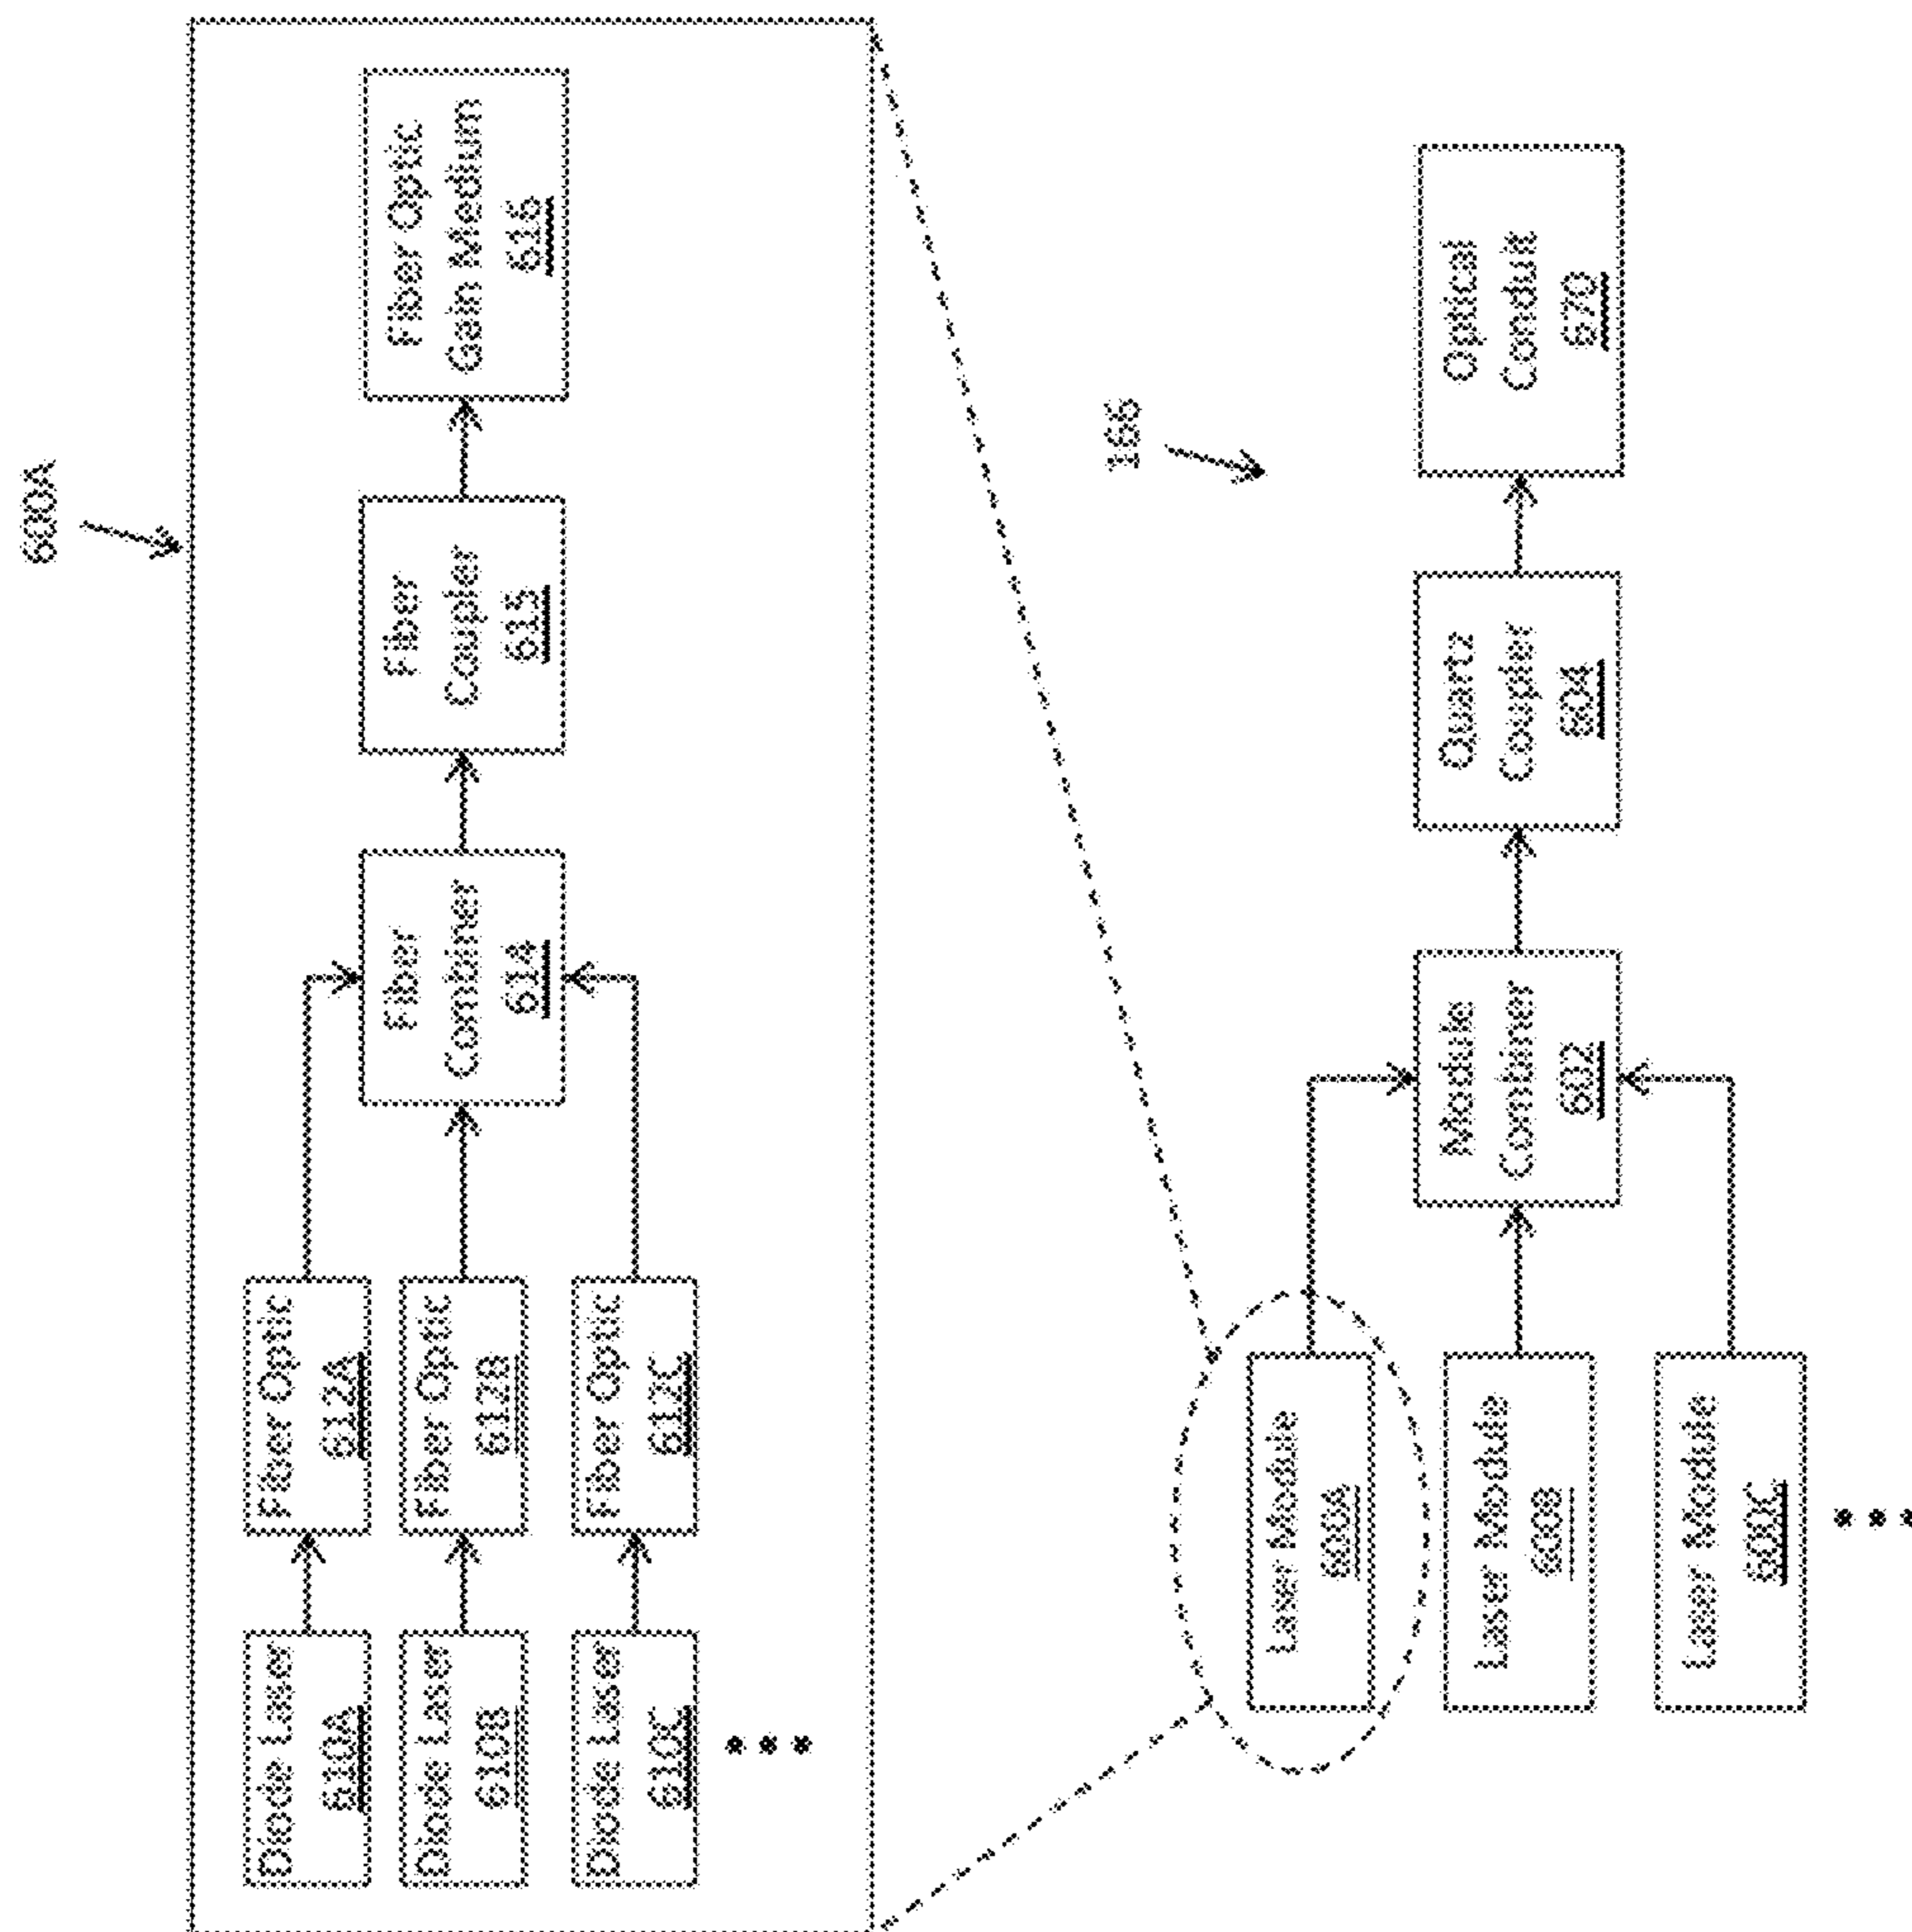 600A
Diode Laser
610A
Fiber Optic
612A
Diode Laser
610B
Fiber Optic
612B
Diode Laser
610C
Fiber Optic
612C
Fiber
Combiner
614
Fiber
Coupler
615
Fiber Optic
Gain Medium
616
166
Laser Module
600A
Laser Module
600B
Laser Module
600C
Module
Combiner
602
Quartz
Coupler
604
Optical
Conduit
670